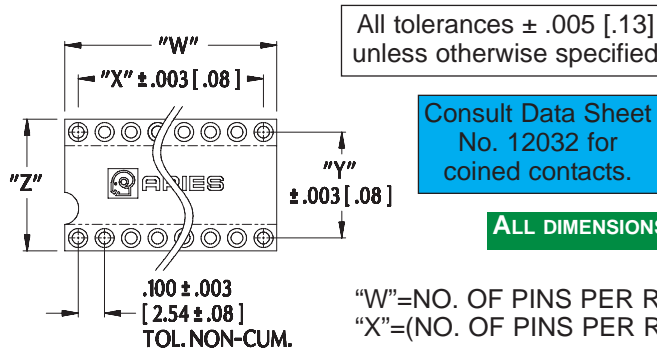 "W"
"X" ±.003 [.08]
"Z"
ARIES
"Y"
±.003 [.08]
.100 ±.003
[2.54 ±.08]
TOL. NON-CUM.
All tolerances ± .005 [.13]
unless otherwise specified
Consult Data Sheet
No. 12032 for
coined contacts.
ALL DIMENSIONS
“W”=NO. OF PINS PER R
“X”=(NO. OF PINS PER R